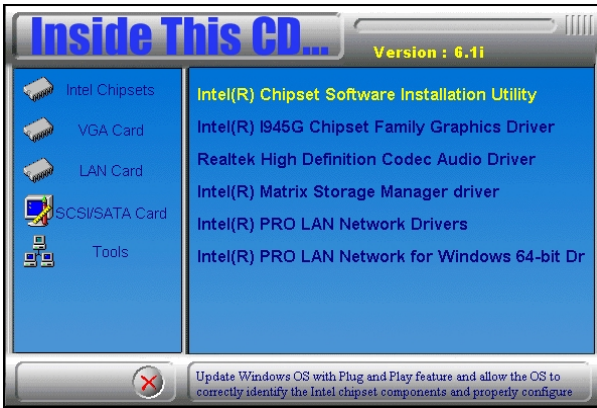 Inside This CD...
Version : 6.1i
Intel Chipsets
VGA Card
LAN Card
SCSI/SATA Card
Tools
Intel(R) Chipset Software Installation Utility
Intel(R) I945G Chipset Family Graphics Driver
Realtek High Definition Codec Audio Driver
Intel(R) Matrix Storage Manager driver
Intel(R) PRO LAN Network Drivers
Intel(R) PRO LAN Network for Windows 64-bit Dr
Update Windows OS with Plug and Play feature and allow the OS to
correctly identify the Intel chipset components and properly configure